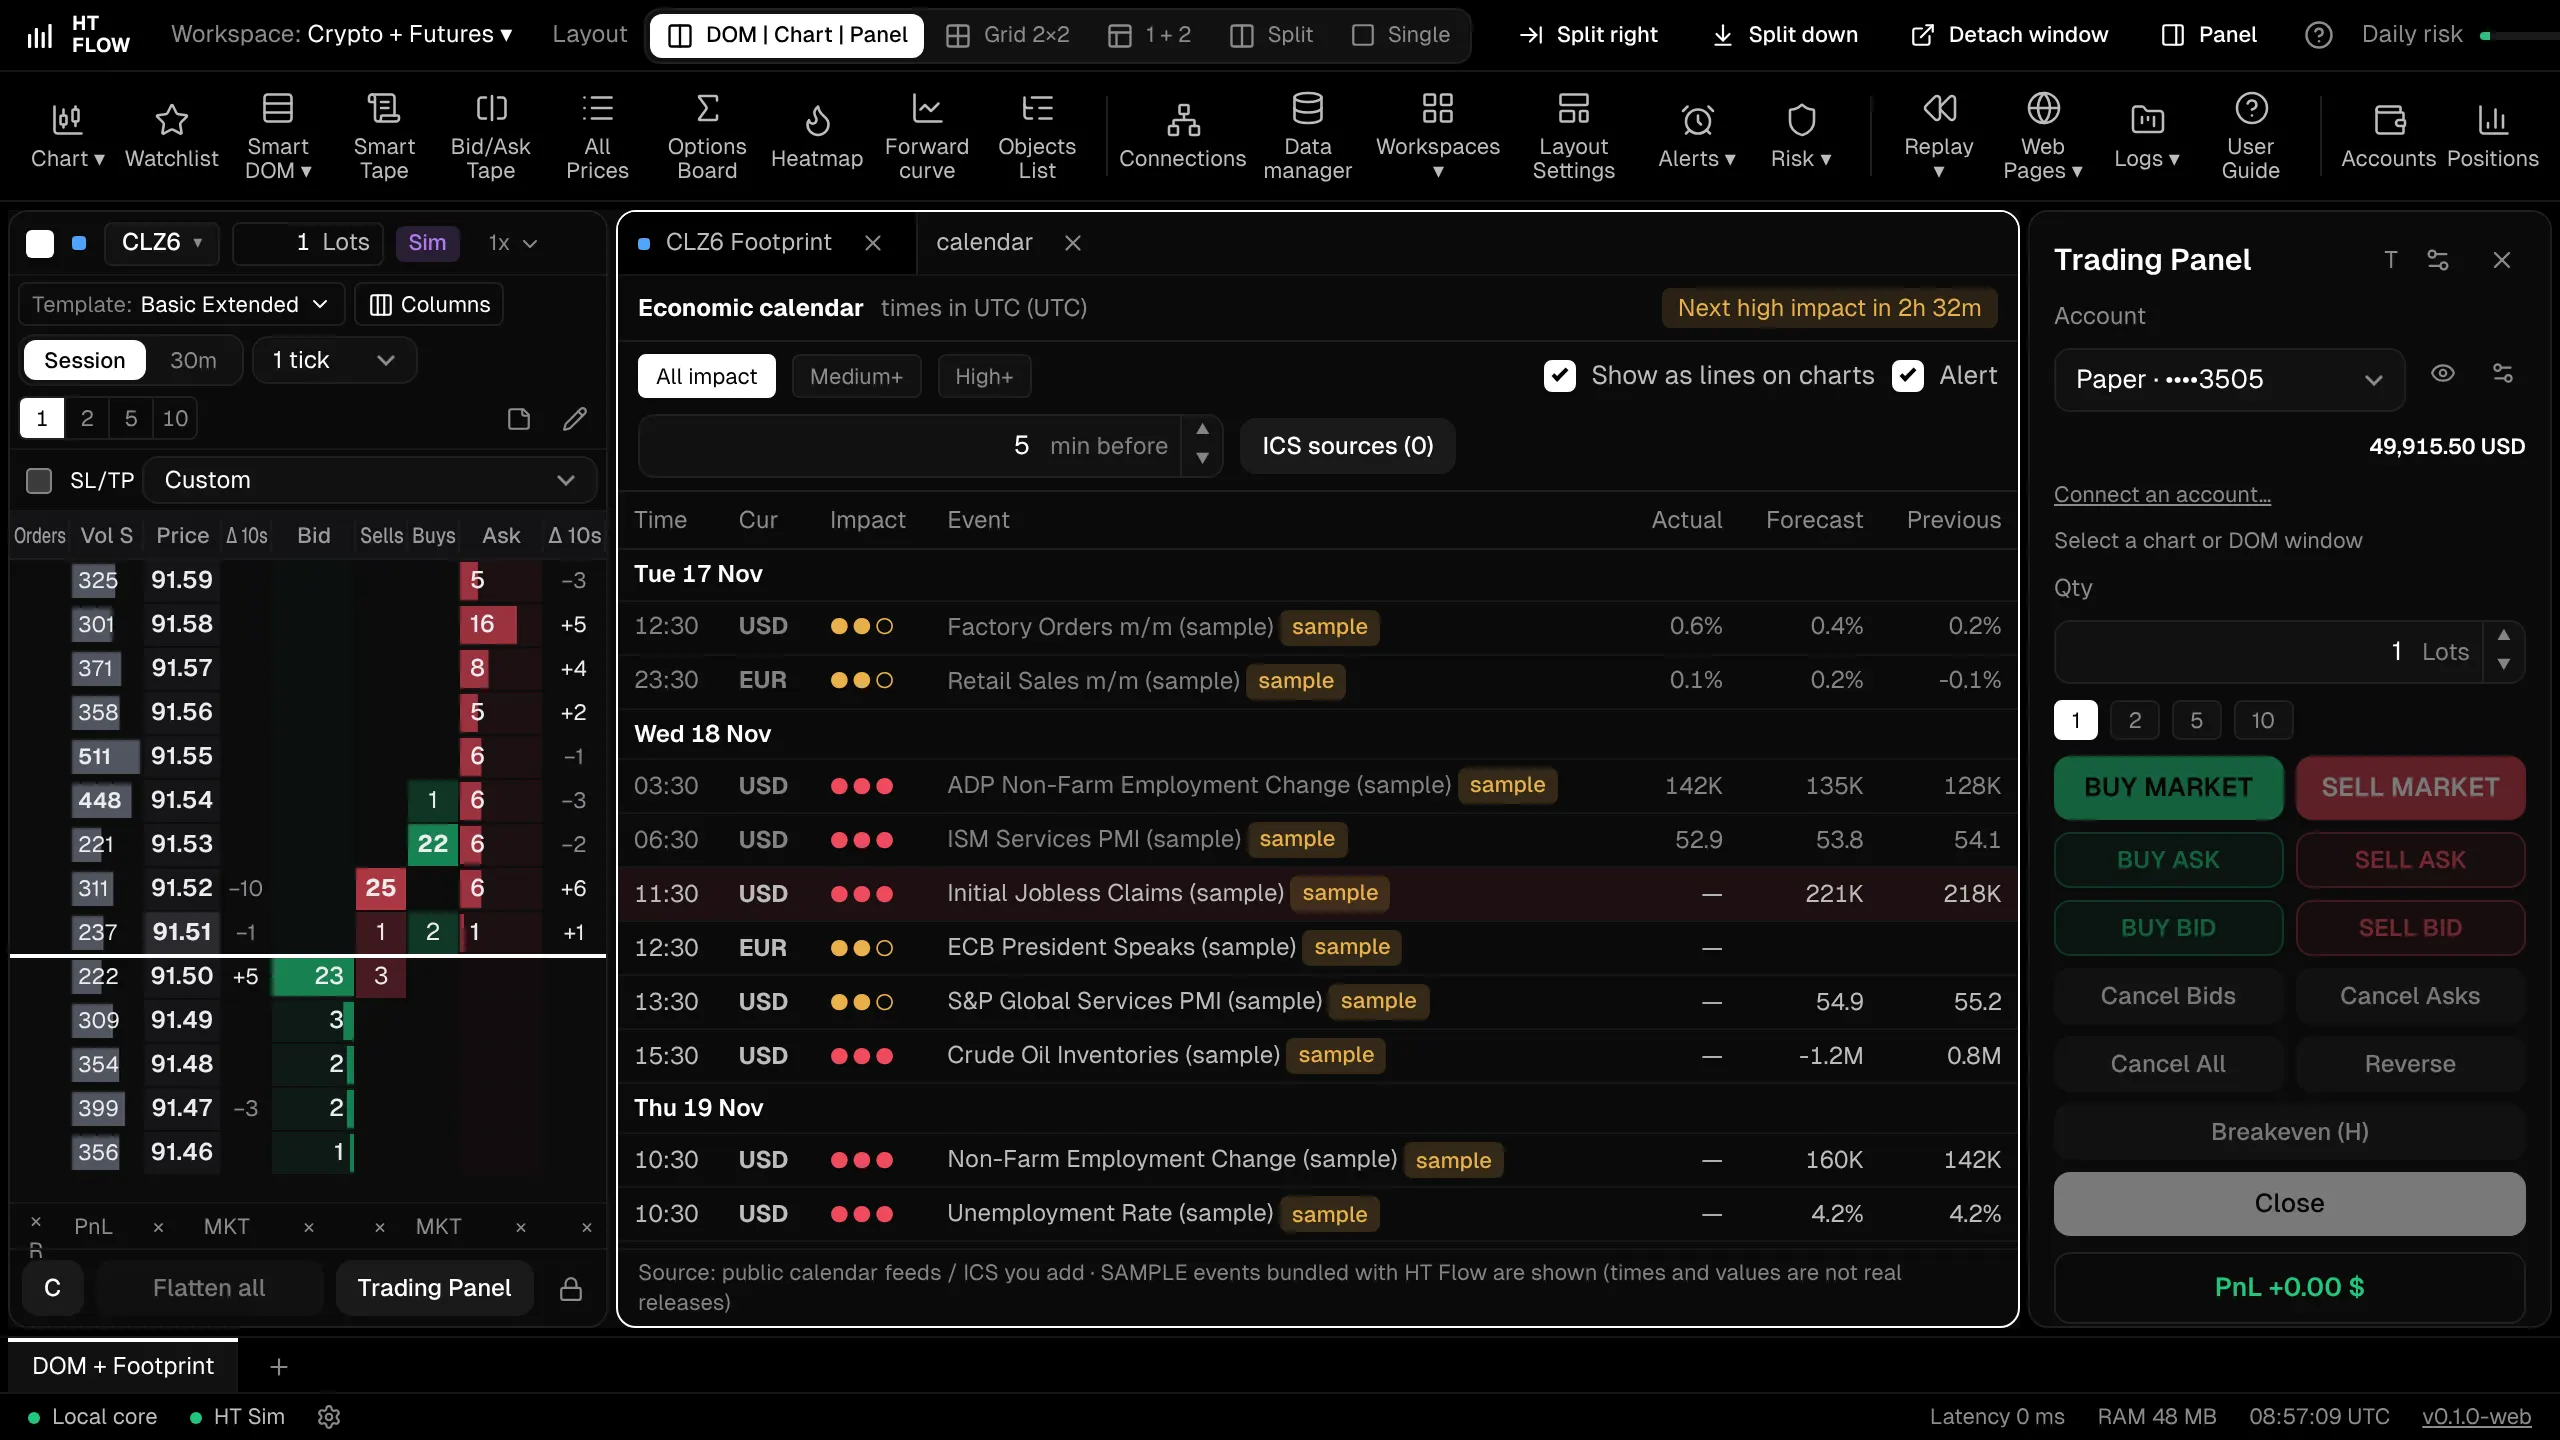 HT FLOW
Workspace: Crypto + Futures ▾
Layout
DOM | Chart | Panel
Grid 2×2
1 + 2
Split
Single
Split right
Split down
Detach window
Panel
Daily risk
Chart ▾
Watchlist
Smart DOM ▾
Smart Tape
Bid/Ask Tape
All Prices
Options Board
Heatmap
Forward curve
Objects List
Connections
Data manager
Workspaces ▾
Layout Settings
Alerts ▾
Risk ▾
Replay ▾
Web Pages ▾
Logs ▾
User Guide
Accounts
Positions
CLZ6 ▾ 1 Lots Sim 1x
Template: Basic Extended Columns
Session 30m 1 tick
1 2 5 10
SL/TP Custom
Orders Vol S Price Δ 10s Bid Sells Buys Ask Δ 10s
325 91.59 5 −3
301 91.58 16 +5
371 91.57 8 +4
358 91.56 5 +2
511 91.55 6 −1
448 91.54 1 6 −3
221 91.53 22 6 −2
311 91.52 −10 25 6 +6
237 91.51 −1 1 2 1 +1
222 91.50 +5 23 3
309 91.49 3
354 91.48 2
399 91.47 −3 2
356 91.46 1
× PnL × MKT × × MKT × ×
C Flatten all Trading Panel
CLZ6 Footprint × calendar ×
Economic calendar times in UTC (UTC) Next high impact in 2h 32m
All impact Medium+ High+ Show as lines on charts Alert
5 min before ICS sources (0)
Time Cur Impact Event Actual Forecast Previous
Tue 17 Nov
12:30 USD Factory Orders m/m (sample) sample 0.6% 0.4% 0.2%
23:30 EUR Retail Sales m/m (sample) sample 0.1% 0.2% -0.1%
Wed 18 Nov
03:30 USD ADP Non-Farm Employment Change (sample) sample 142K 135K 128K
06:30 USD ISM Services PMI (sample) sample 52.9 53.8 54.1
11:30 USD Initial Jobless Claims (sample) sample — 221K 218K
12:30 EUR ECB President Speaks (sample) sample —
13:30 USD S&P Global Services PMI (sample) sample — 54.9 55.2
15:30 USD Crude Oil Inventories (sample) sample — -1.2M 0.8M
Thu 19 Nov
10:30 USD Non-Farm Employment Change (sample) sample — 160K 142K
10:30 USD Unemployment Rate (sample) sample — 4.2% 4.2%
Source: public calendar feeds / ICS you add · SAMPLE events bundled with HT Flow are shown (times and values are not real
releases)
Trading Panel T
Account
Paper · ••••3505
49,915.50 USD
Connect an account…
Select a chart or DOM window
Qty
1 Lots
1 2 5 10
BUY MARKET SELL MARKET
BUY ASK SELL ASK
BUY BID SELL BID
Cancel Bids Cancel Asks
Cancel All Reverse
Breakeven (H)
Close
PnL +0.00 $
DOM + Footprint +
Local core HT Sim Latency 0 ms RAM 48 MB 08:57:09 UTC v0.1.0-web